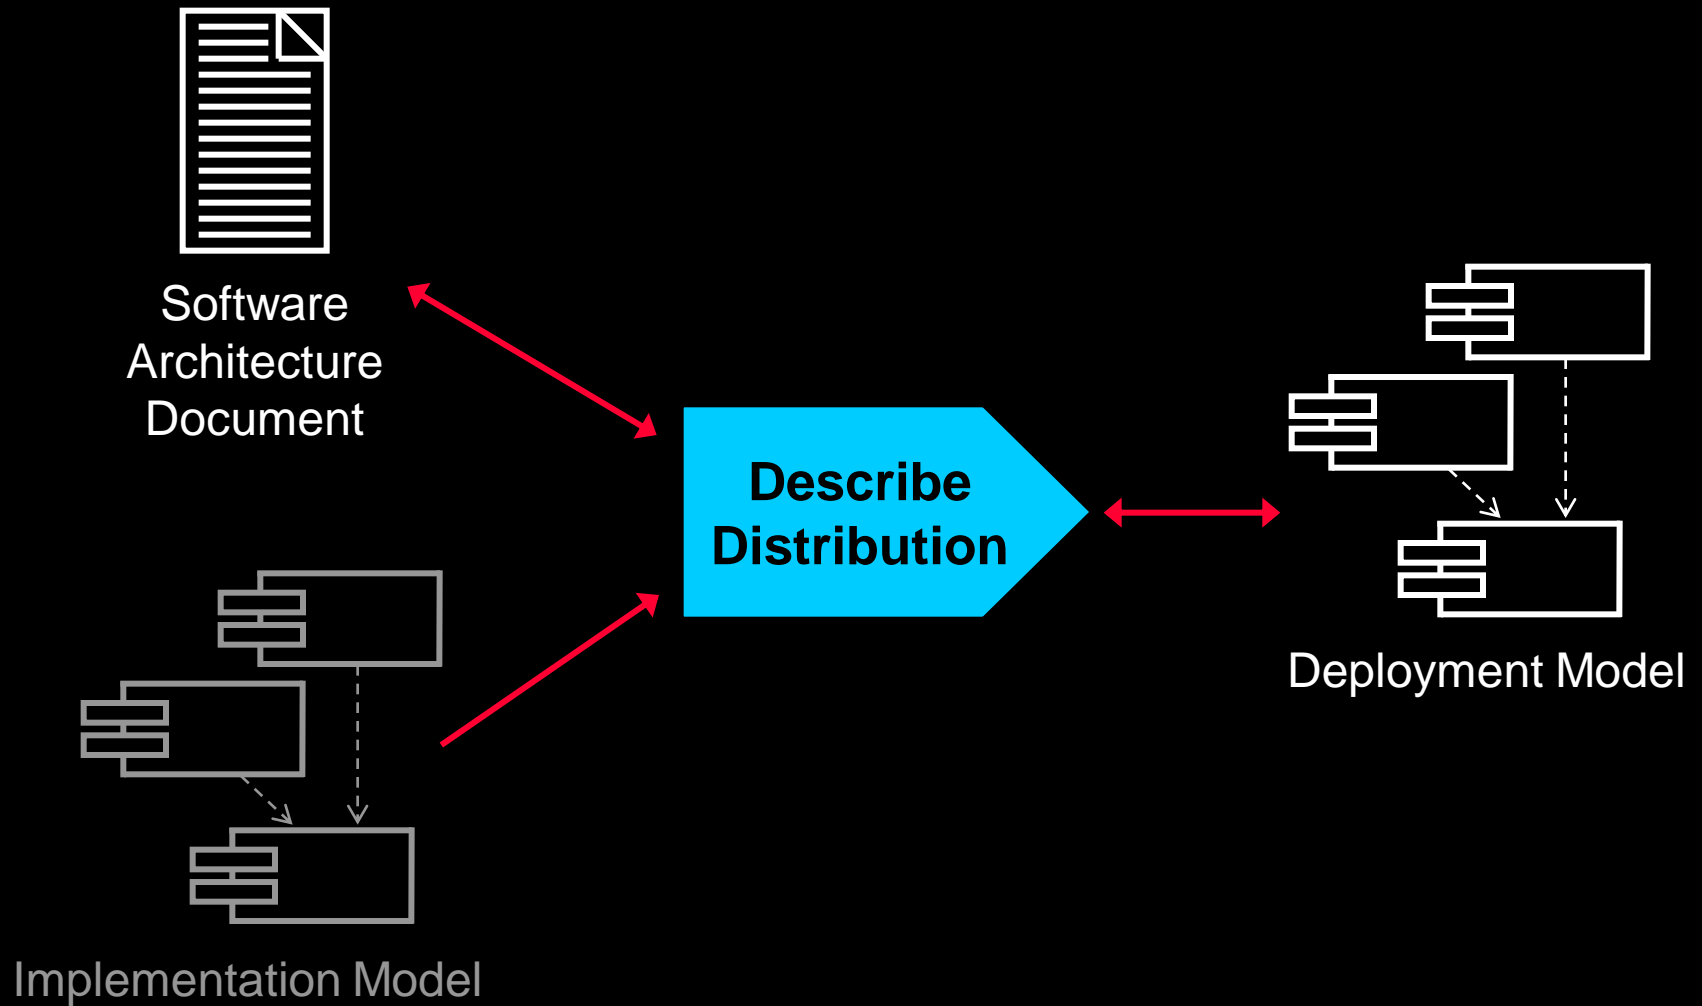 Software
Architecture
Document
Describe
Distribution
Deployment Model
Implementation Model